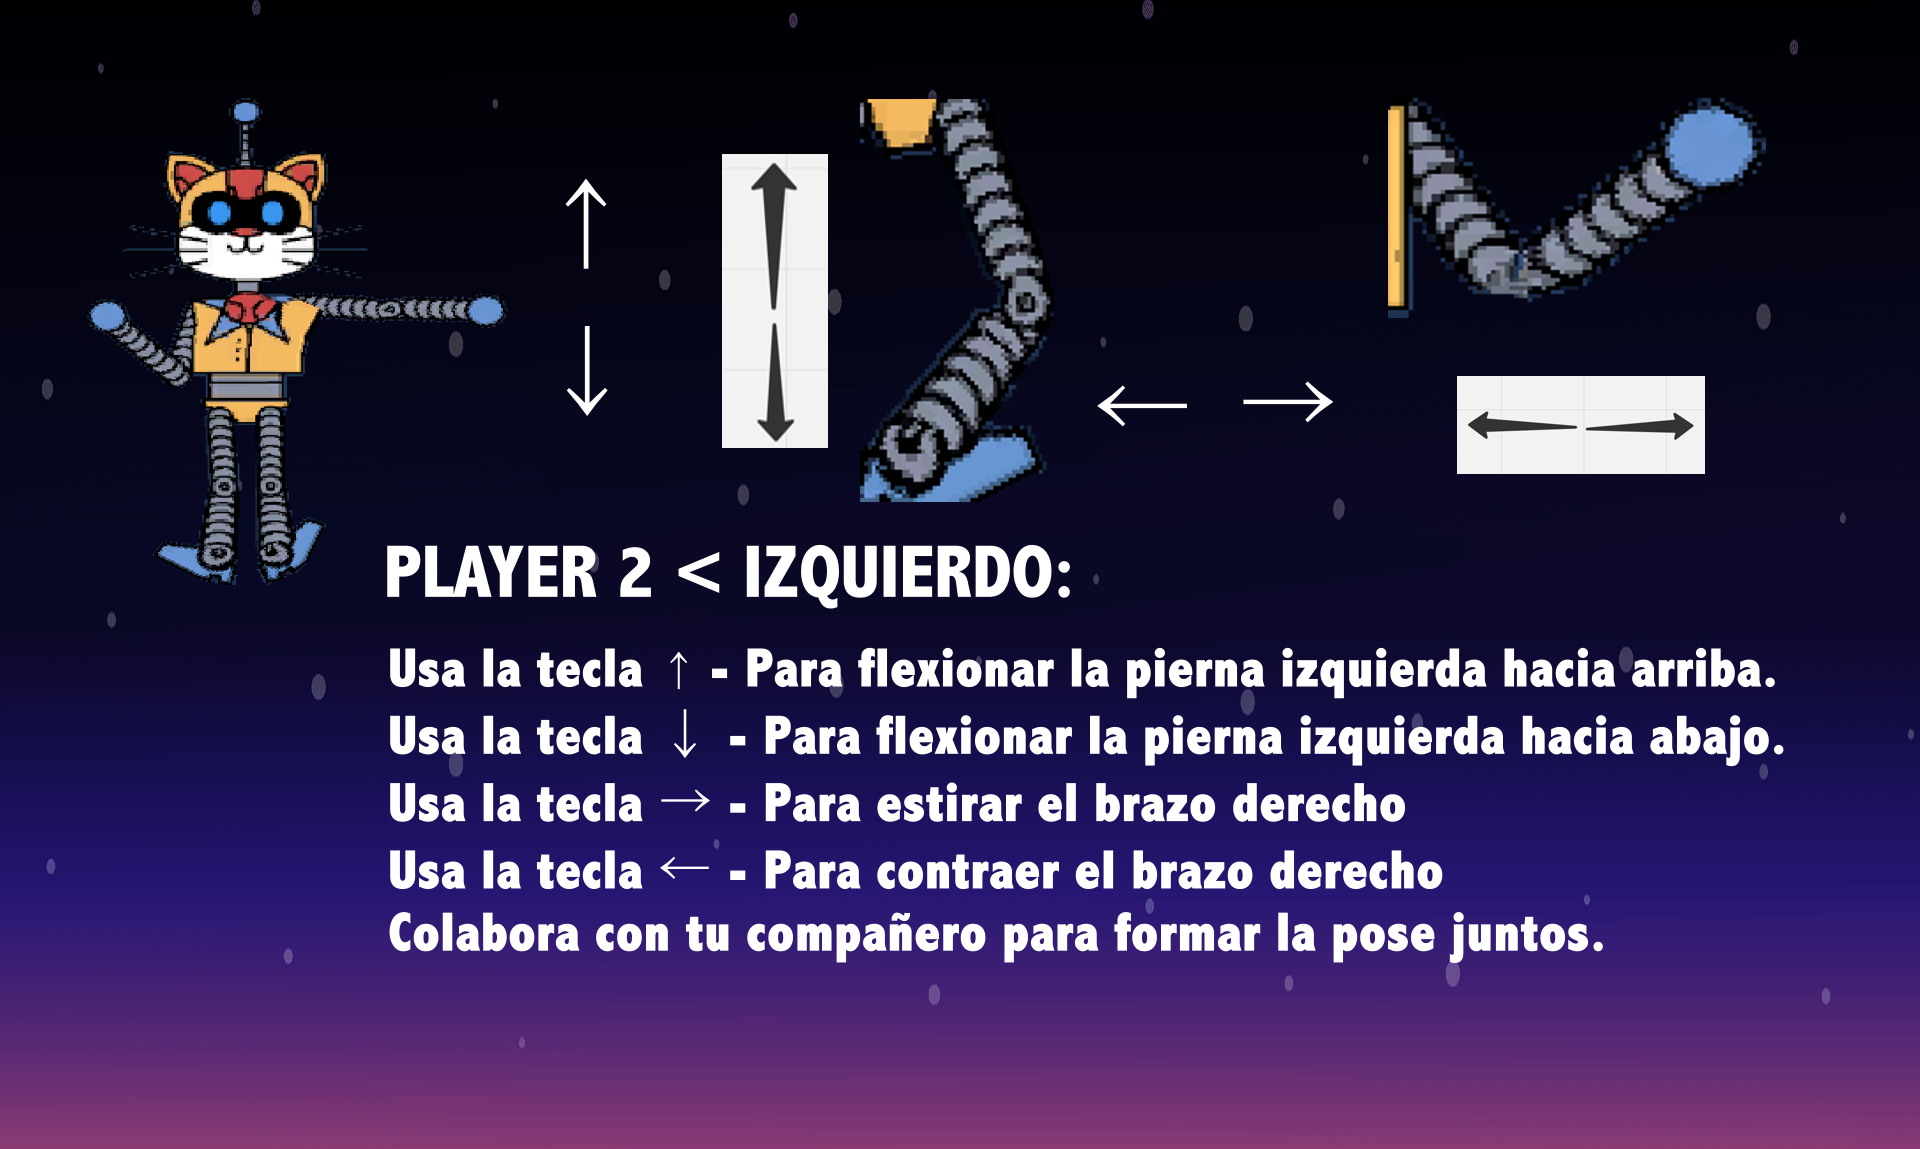 PLAYER 2 < IZQUIERDO:
Usa la tecla ↑ - Para flexionar la pierna izquierda hacia arriba.
Usa la tecla ↓ - Para flexionar la pierna izquierda hacia abajo.
Usa la tecla → - Para estirar el brazo derecho
Usa la tecla ← - Para contraer el brazo derecho
Colabora con tu compañero para formar la pose juntos.